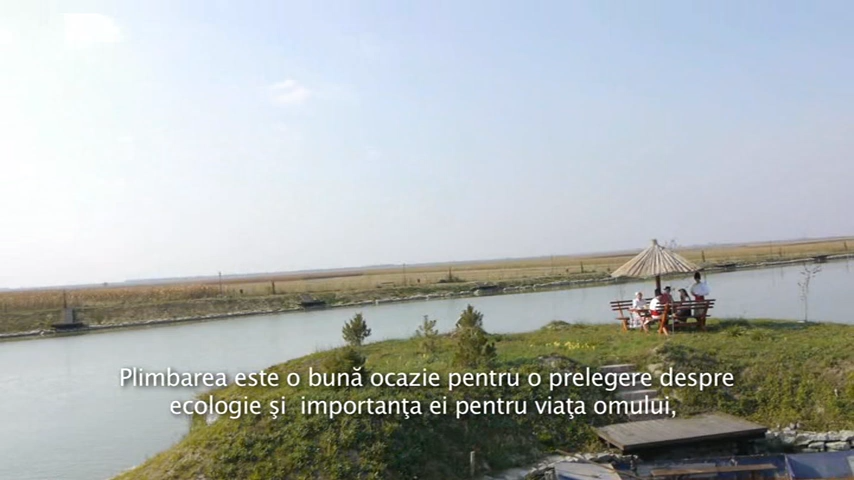 Plimbarea este o bună ocazie pentru o prelegere despre
ecologie şi importanţa ei pentru viaţa omului,